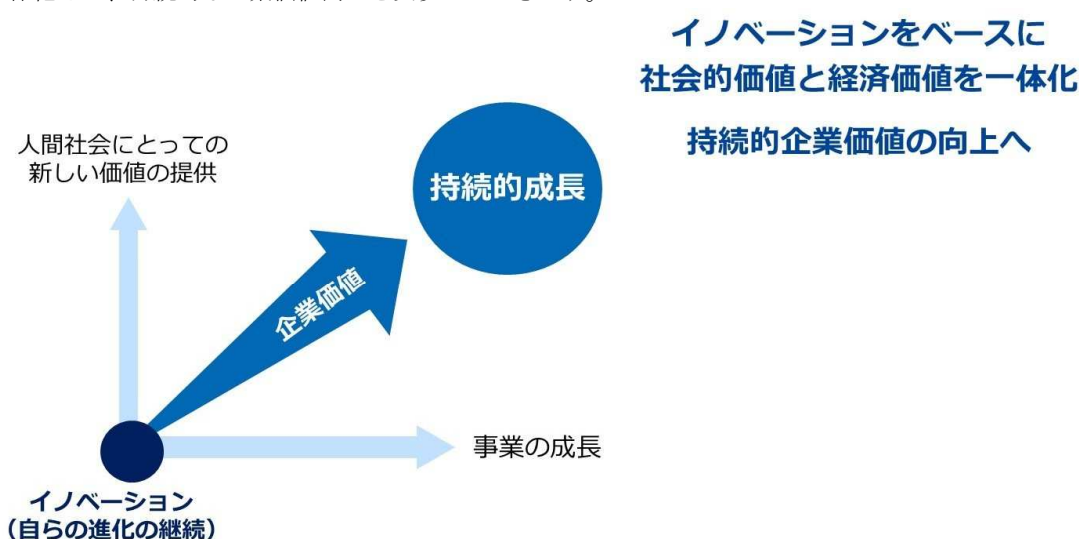 イノベーションをベースに
社会的価値と経済価値を一体化
持続的企業価値の向上へ
人間社会にとっての
新しい価値の提供
持続的成長
企業価値
事業の成長
イノベーション
(自らの進化の継続)